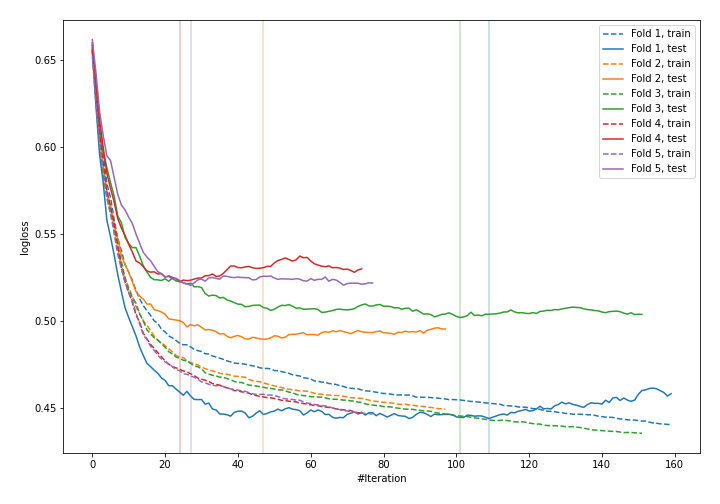 0.65
0.60
0.55
0.50
0.45
logloss
0 20 40 60 80 100 120 140 160
#Iteration
Fold 1, train
Fold 1, test
Fold 2, train
Fold 2, test
Fold 3, train
Fold 3, test
Fold 4, train
Fold 4, test
Fold 5, train
Fold 5, test